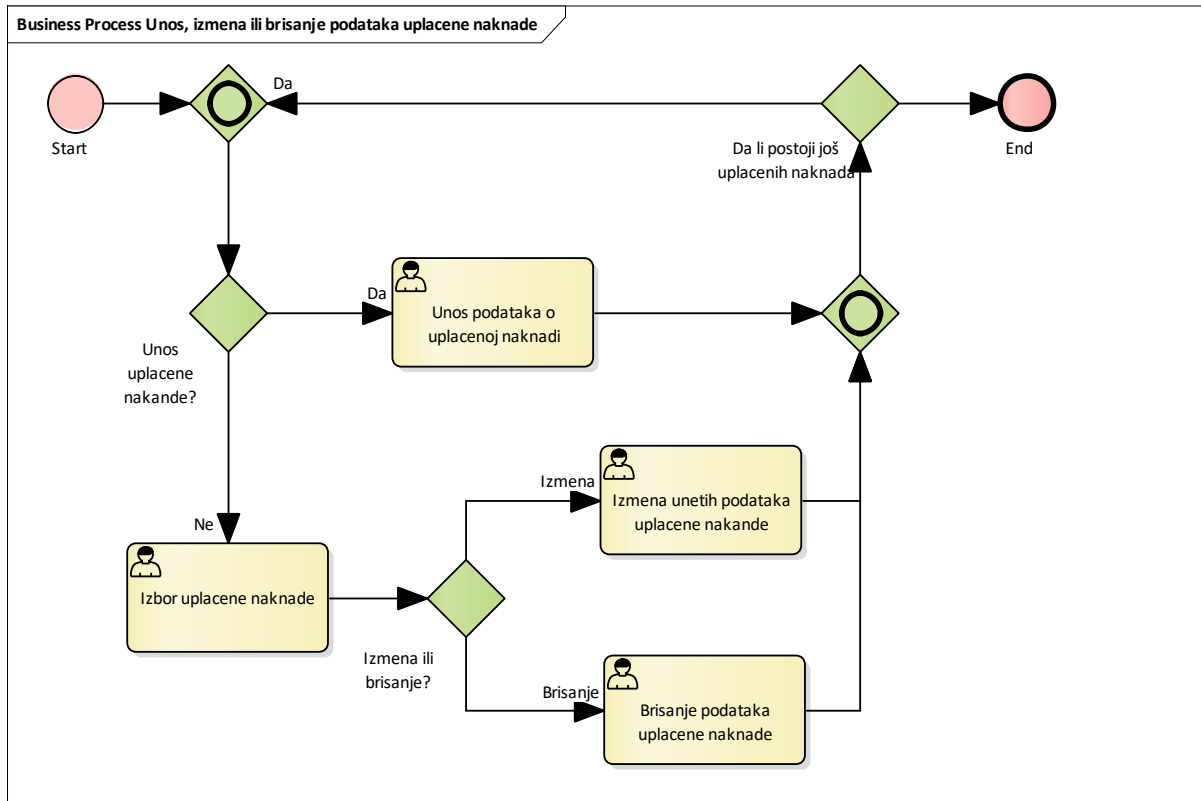 Business Process Unos, izmena ili brisanje podataka uplacene naknade
Da
Start
Da li postoji još
uplacenih naknada
End
Da
Unos podataka o
uplacenoj naknadi
Unos
uplacene
nakande?
Izmena
Izmena unetih podataka
uplacene nakande
Ne
Izbor uplacene naknade
Izmena ili
brisanje?
Brisanje
Brisanje podataka
uplacene naknade